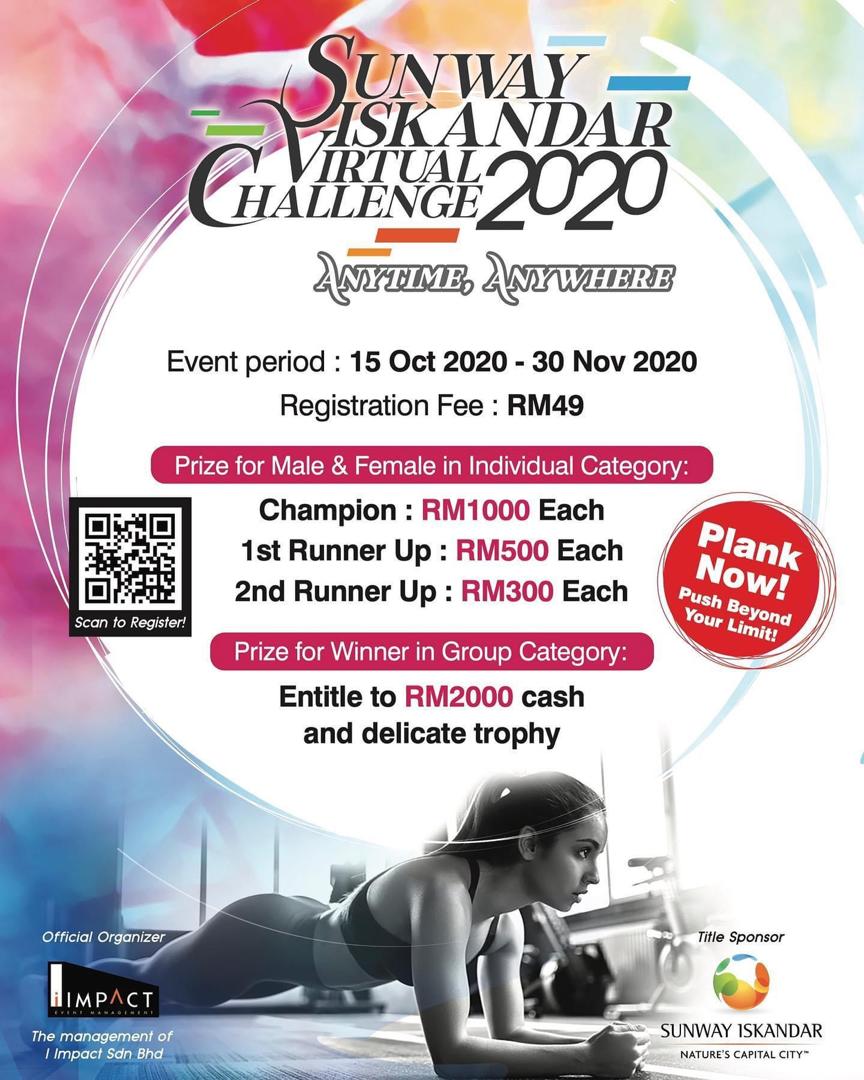 SUNWAY
ISKANDAR
VIRTUAL
CHALLENGE 2020
ANYTIME, ANYWHERE
Event period : 15 Oct 2020 - 30 Nov 2020
Registration Fee : RM49
Prize for Male & Female in Individual Category:
Champion : RM1000 Each
1st Runner Up : RM500 Each
2nd Runner Up : RM300 Each
Scan to Register!
Plank
Now!
Push Beyond
Your Limit!
Prize for Winner in Group Category:
Entitle to RM2000 cash
and delicate trophy
Official Organizer
iIMPACT
EVENT MANAGEMENT
The management of
I Impact Sdn Bhd
Title Sponsor
SUNWAY ISKANDAR
NATURE'S CAPITAL CITY™